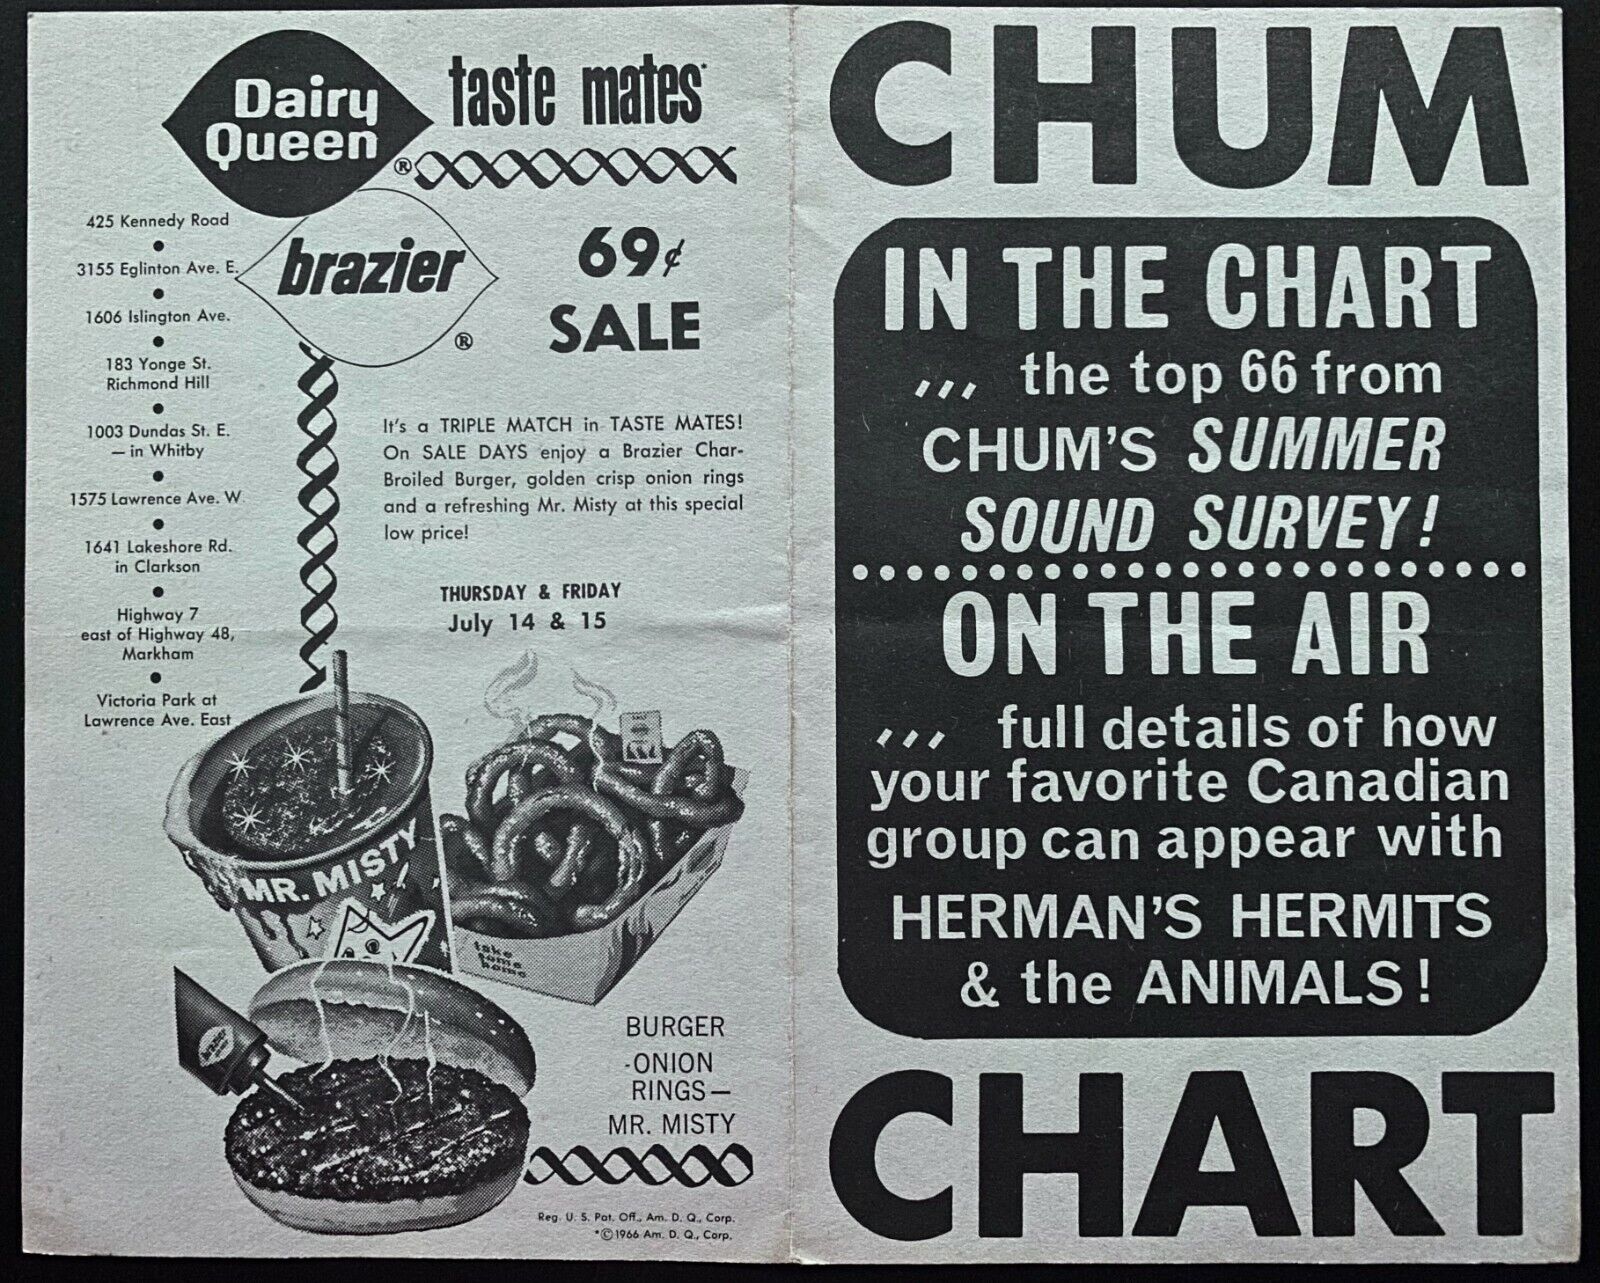 Dairy
Queen
®
taste mates*
brazier
®
425 Kennedy Road
3155 Eglinton Ave. E.
1606 Islington Ave.
183 Yonge St.
Richmond Hill
1003 Dundas St. E.
— in Whitby
1575 Lawrence Ave. W
1641 Lakeshore Rd.
in Clarkson
Highway 7
east of Highway 48,
Markham
Victoria Park at
Lawrence Ave. East
69¢
SALE
It's a TRIPLE MATCH in TASTE MATES!
On SALE DAYS enjoy a Brazier Char-
Broiled Burger, golden crisp onion rings
and a refreshing Mr. Misty at this special
low price!
THURSDAY & FRIDAY
July 14 & 15
MR. MISTY
take
some
home
brazier
BURGER
-ONION
RINGS—
MR. MISTY
Reg. U. S. Pat. Off., Am. D. Q., Corp.
*©1966 Am. D. Q., Corp.
CHUM
IN THE CHART
,,, the top 66 from
CHUM'S SUMMER
SOUND SURVEY!
ON THE AIR
,,, full details of how
your favorite Canadian
group can appear with
HERMAN'S HERMITS
& the ANIMALS!
CHART